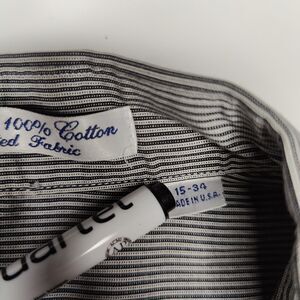 100% Cotton
ed Fabric
15-34
ADE IN U.S.A.
uartet